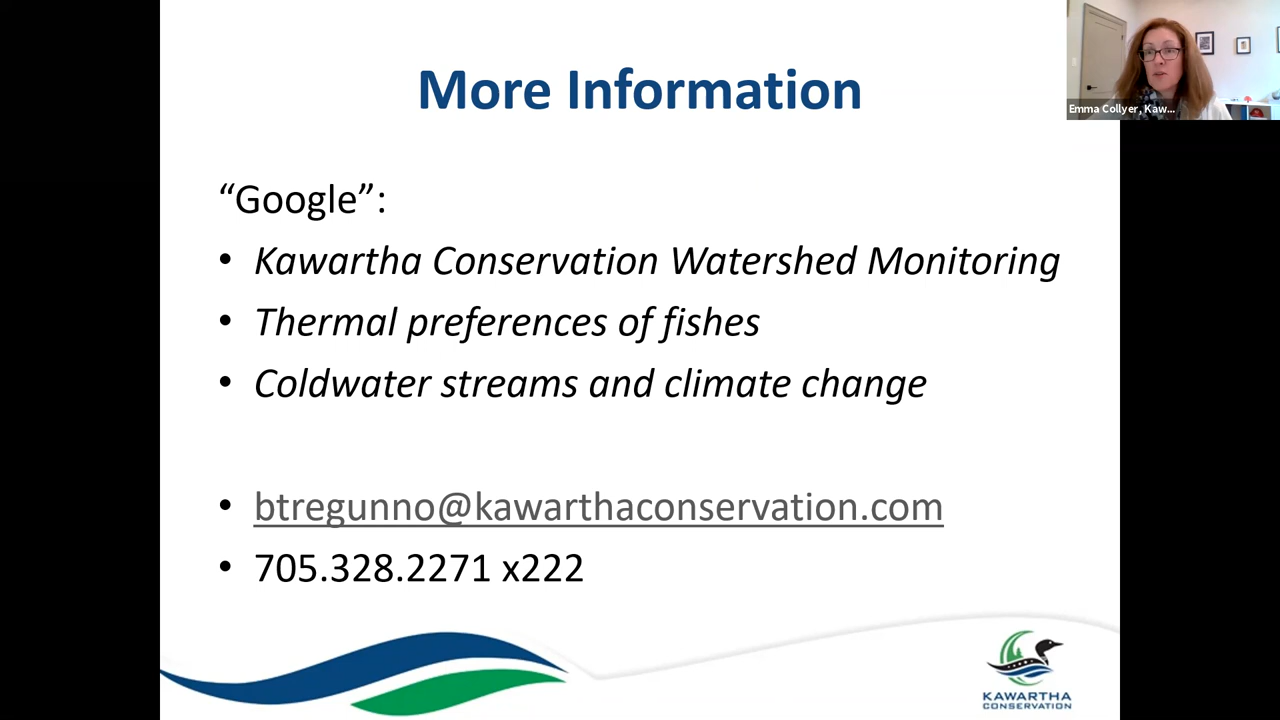 More Information
Emma Collyer, Kaw...
“Google”:
• Kawartha Conservation Watershed Monitoring
• Thermal preferences of fishes
• Coldwater streams and climate change
• btregunno@kawarthaconservation.com
• 705.328.2271 x222
KAWARTHA
CONSERVATION